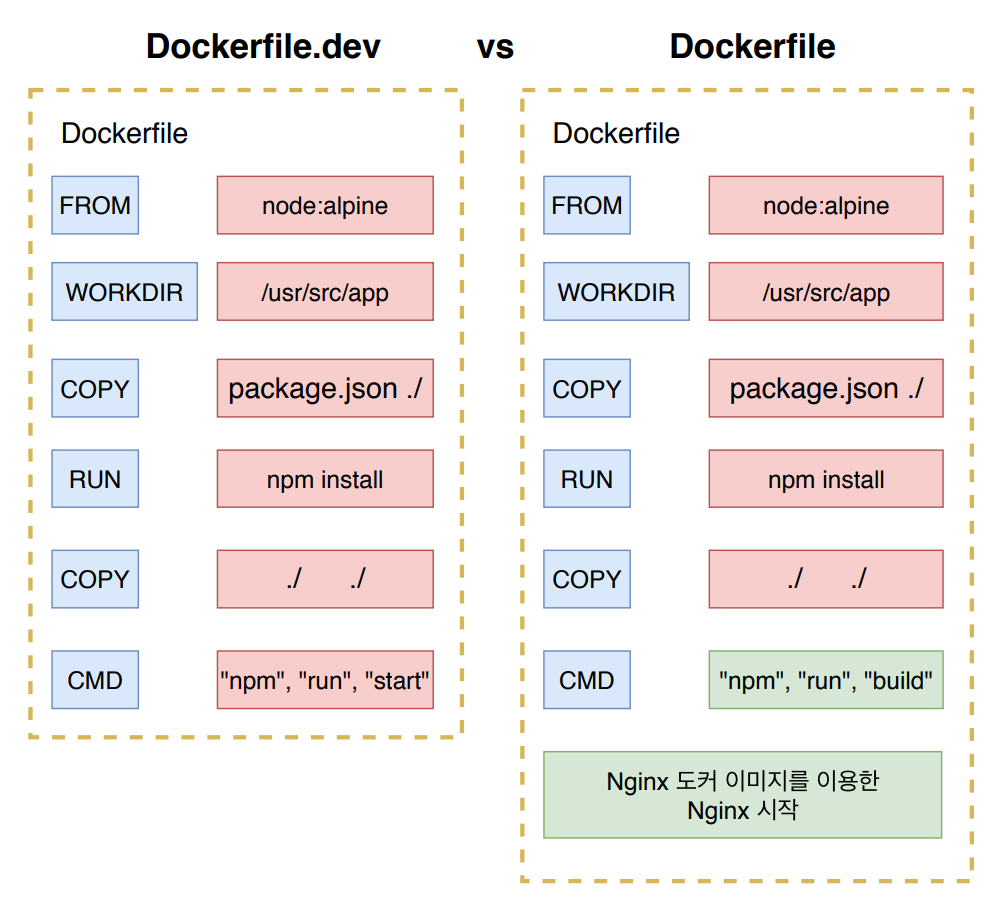 Dockerfile.dev vs Dockerfile
Dockerfile
FROM node:alpine
WORKDIR /usr/src/app
COPY package.json ./
RUN npm install
COPY ./ ./
CMD "npm", "run", "start"
Dockerfile
FROM node:alpine
WORKDIR /usr/src/app
COPY package.json ./
RUN npm install
COPY ./ ./
CMD "npm", "run", "build"
Nginx 도커 이미지를 이용한
Nginx 시작